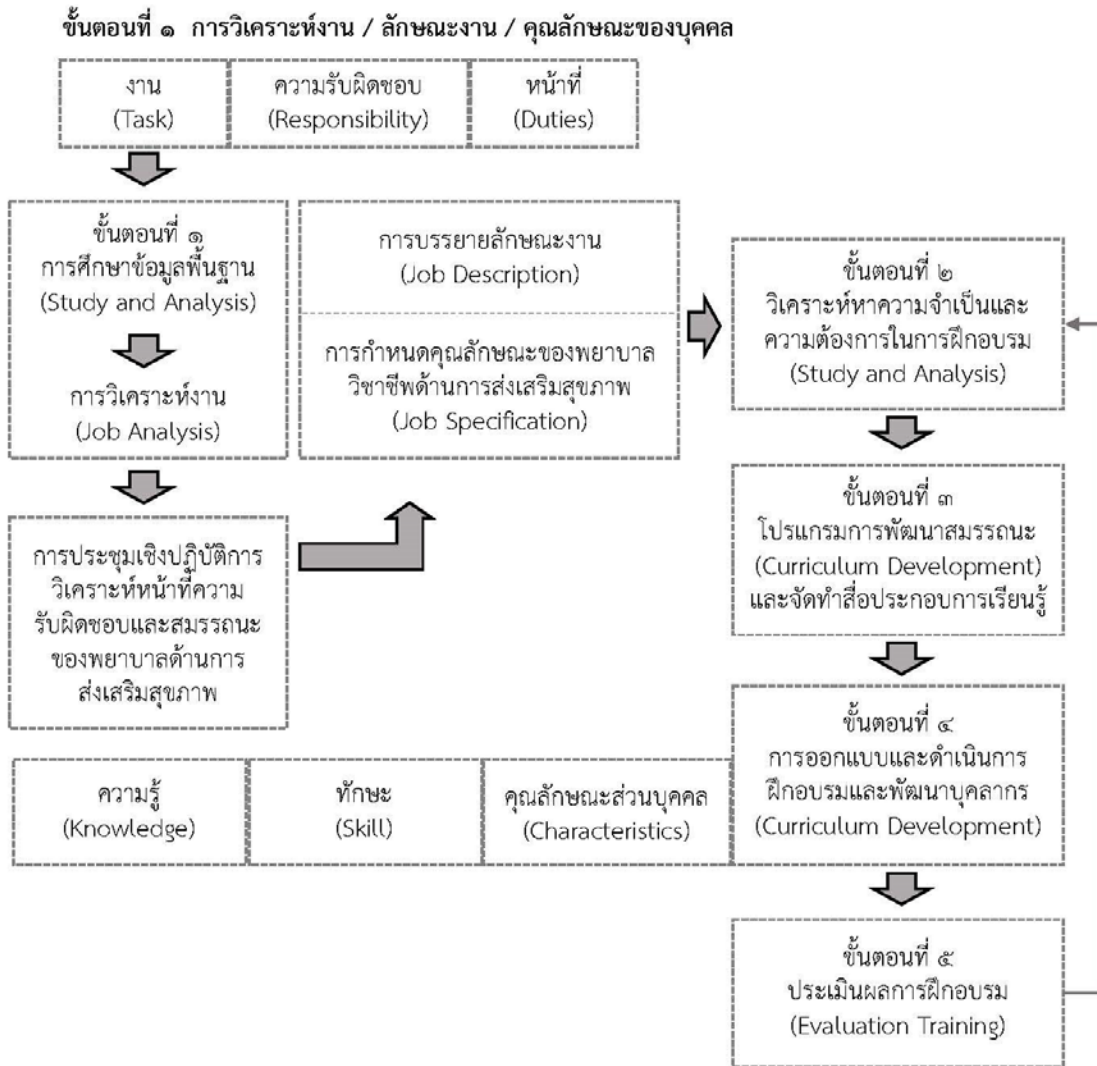 ขั้นตอนที่ ๑ การวิเคราะห์งาน / ลักษณะงาน / คุณลักษณะของบุคคล
งาน
(Task)
ความรับผิดชอบ
(Responsibility)
หน้าที่
(Duties)
ขั้นตอนที่ ๑
การศึกษาข้อมูลพื้นฐาน
(Study and Analysis)
การวิเคราะห์งาน
(Job Analysis)
การประชุมเชิงปฏิบัติการ
วิเคราะห์หน้าที่ความ
รับผิดชอบและสมรรถนะ
ของพยาบาลด้านการ
ส่งเสริมสุขภาพ
การบรรยายลักษณะงาน
(Job Description)
การกำหนดคุณลักษณะของพยาบาล
วิชาชีพด้านการส่งเสริมสุขภาพ
(Job Specification)
ขั้นตอนที่ ๒
วิเคราะห์หาความจำเป็นและ
ความต้องการในการฝึกอบรม
(Study and Analysis)
ขั้นตอนที่ ๓
โปรแกรมการพัฒนาสมรรถนะ
(Curriculum Development)
และจัดทำสื่อประกอบการเรียนรู้
ขั้นตอนที่ ๔
การออกแบบและดำเนินการ
ฝึกอบรมและพัฒนาบุคลากร
(Curriculum Development)
ความรู้
(Knowledge)
ทักษะ
(Skill)
คุณลักษณะส่วนบุคคล
(Characteristics)
ขั้นตอนที่ ๕
ประเมินผลการฝึกอบรม
(Evaluation Training)